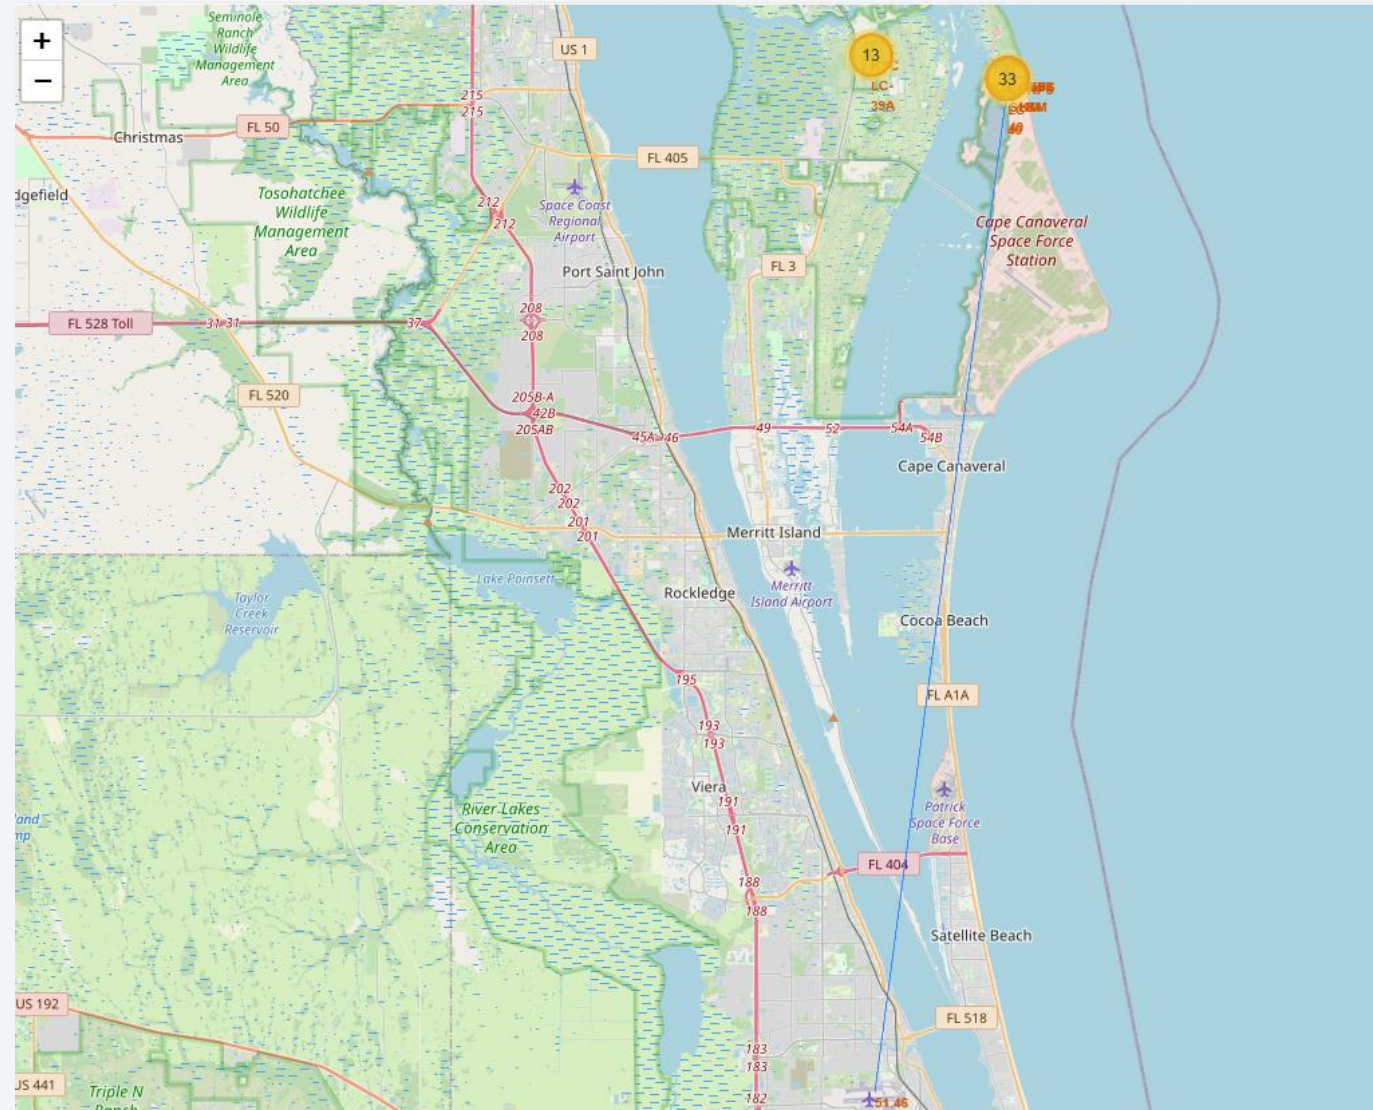 +
−
Seminole
Ranch
Wildlife
Management
Area
US 1
13
LC-
39A
33
215
215
FL 50
Christmas
FL 405
dgefield
Tosohatchee
Wildlife
Management
Area
212
212
Space Coast
Regional
Airport
Cape Canaveral
Space Force
Station
Port Saint John
FL 3
208
208
FL 528 Toll
31
31
37
FL 520
205B-A
42B
205AB
45A
46
49
52
54A
54B
Cape Canaveral
202
202
201
201
Merritt Island
Lake Poinsett
Taylor
Creek
Reservoir
Rockledge
Merritt
Island Airport
Cocoa Beach
195
FL A1A
193
193
Viera
191
191
River Lakes
Conservation
Area
Patrick
Space Force
Base
FL 404
188
188
Satellite Beach
US 192
FL 518
183
183
US 441
Triple N
Ranch
182
51.46